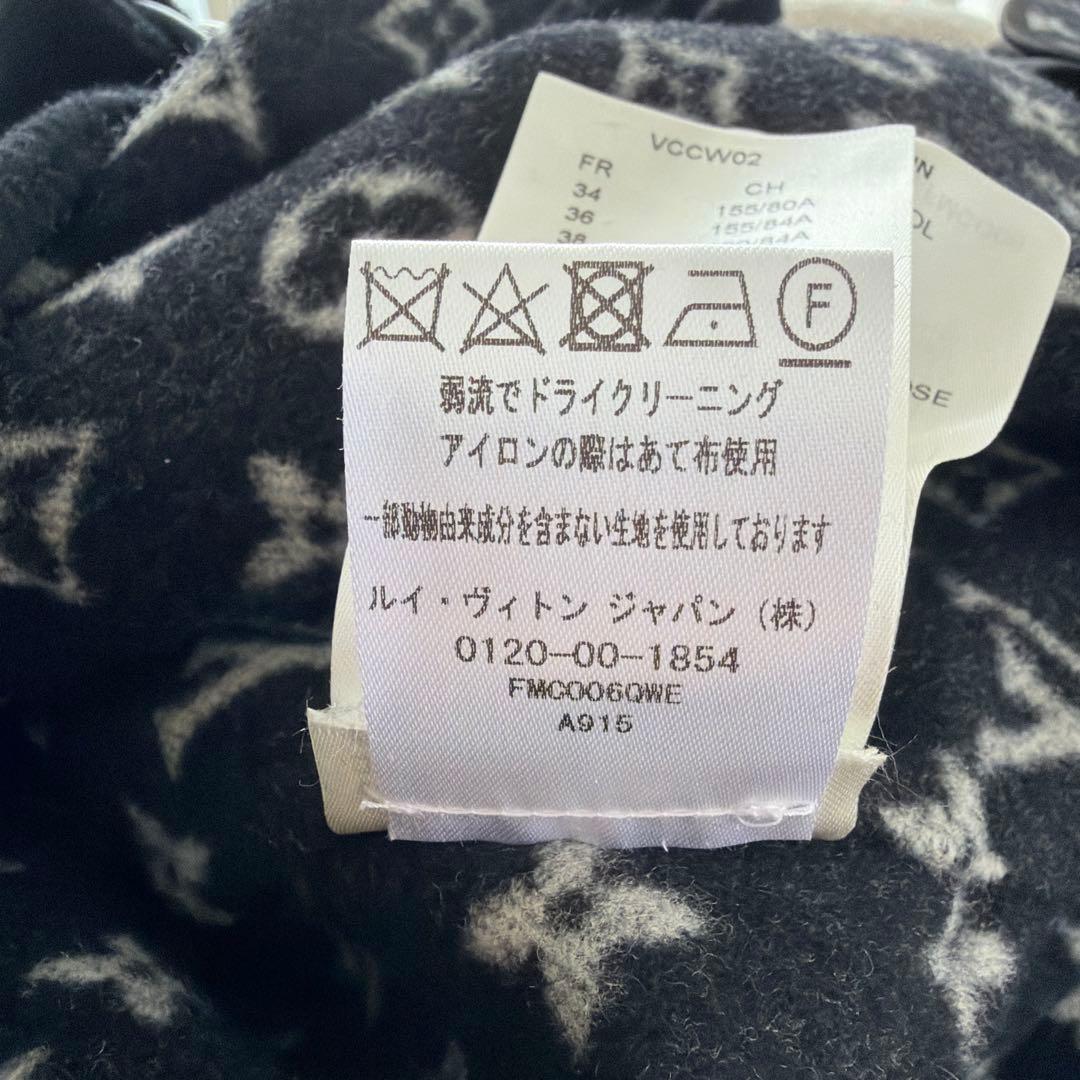 VCCW02
FR
CH
34
155/80A
36
155/84A
38
F
弱流でドライクリーニング
アイロンの際はあて布使用
一部動物由来成分を含まない生地を使用しております
ルイ・ヴィトン ジャパン (株)
0120-00-1854
FMCO06QWE
A915